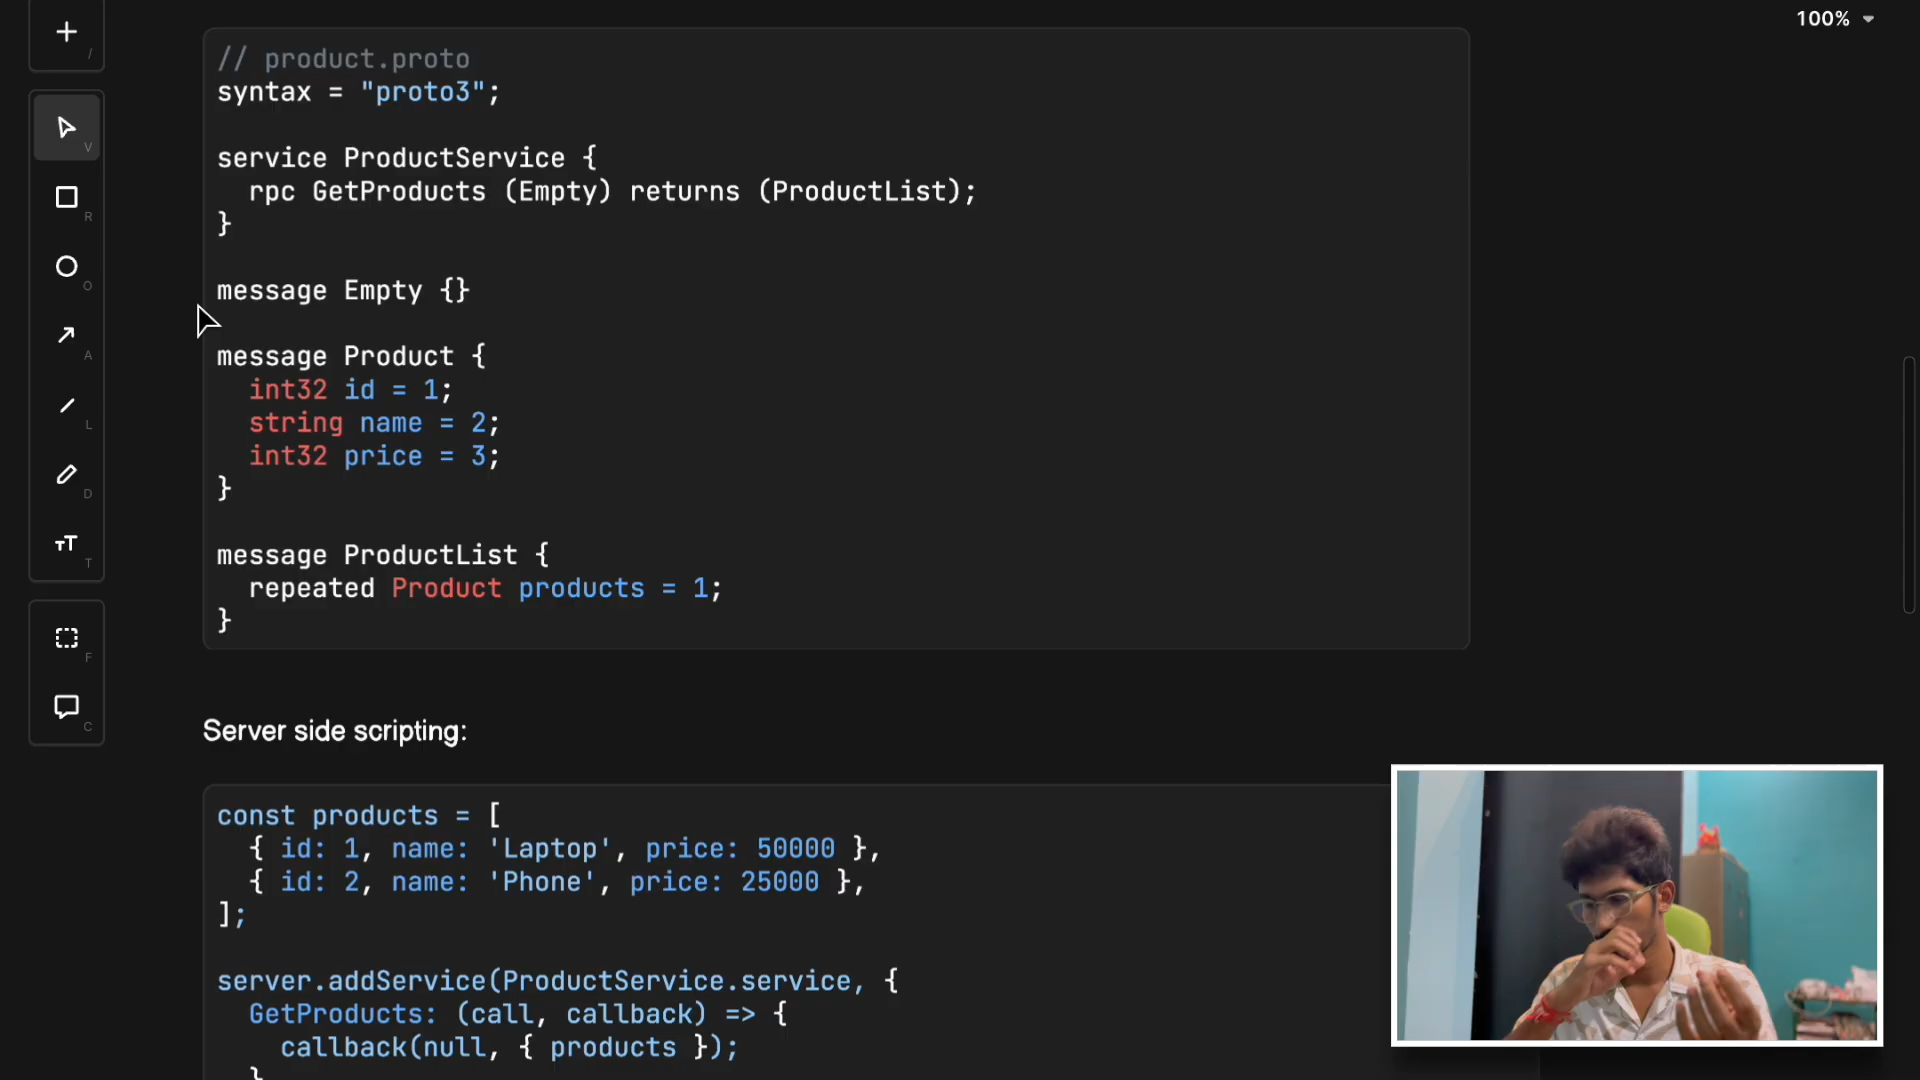 100%
/
V
R
O
A
L
D
T
F
C
// product.proto
syntax = "proto3";
service ProductService {
  rpc GetProducts (Empty) returns (ProductList);
}
message Empty {}
message Product {
  int32 id = 1;
  string name = 2;
  int32 price = 3;
}
message ProductList {
  repeated Product products = 1;
}
Server side scripting:
const products = [
  { id: 1, name: 'Laptop', price: 50000 },
  { id: 2, name: 'Phone', price: 25000 },
];
server.addService(ProductService.service, {
  GetProducts: (call, callback) => {
    callback(null, { products });
  }